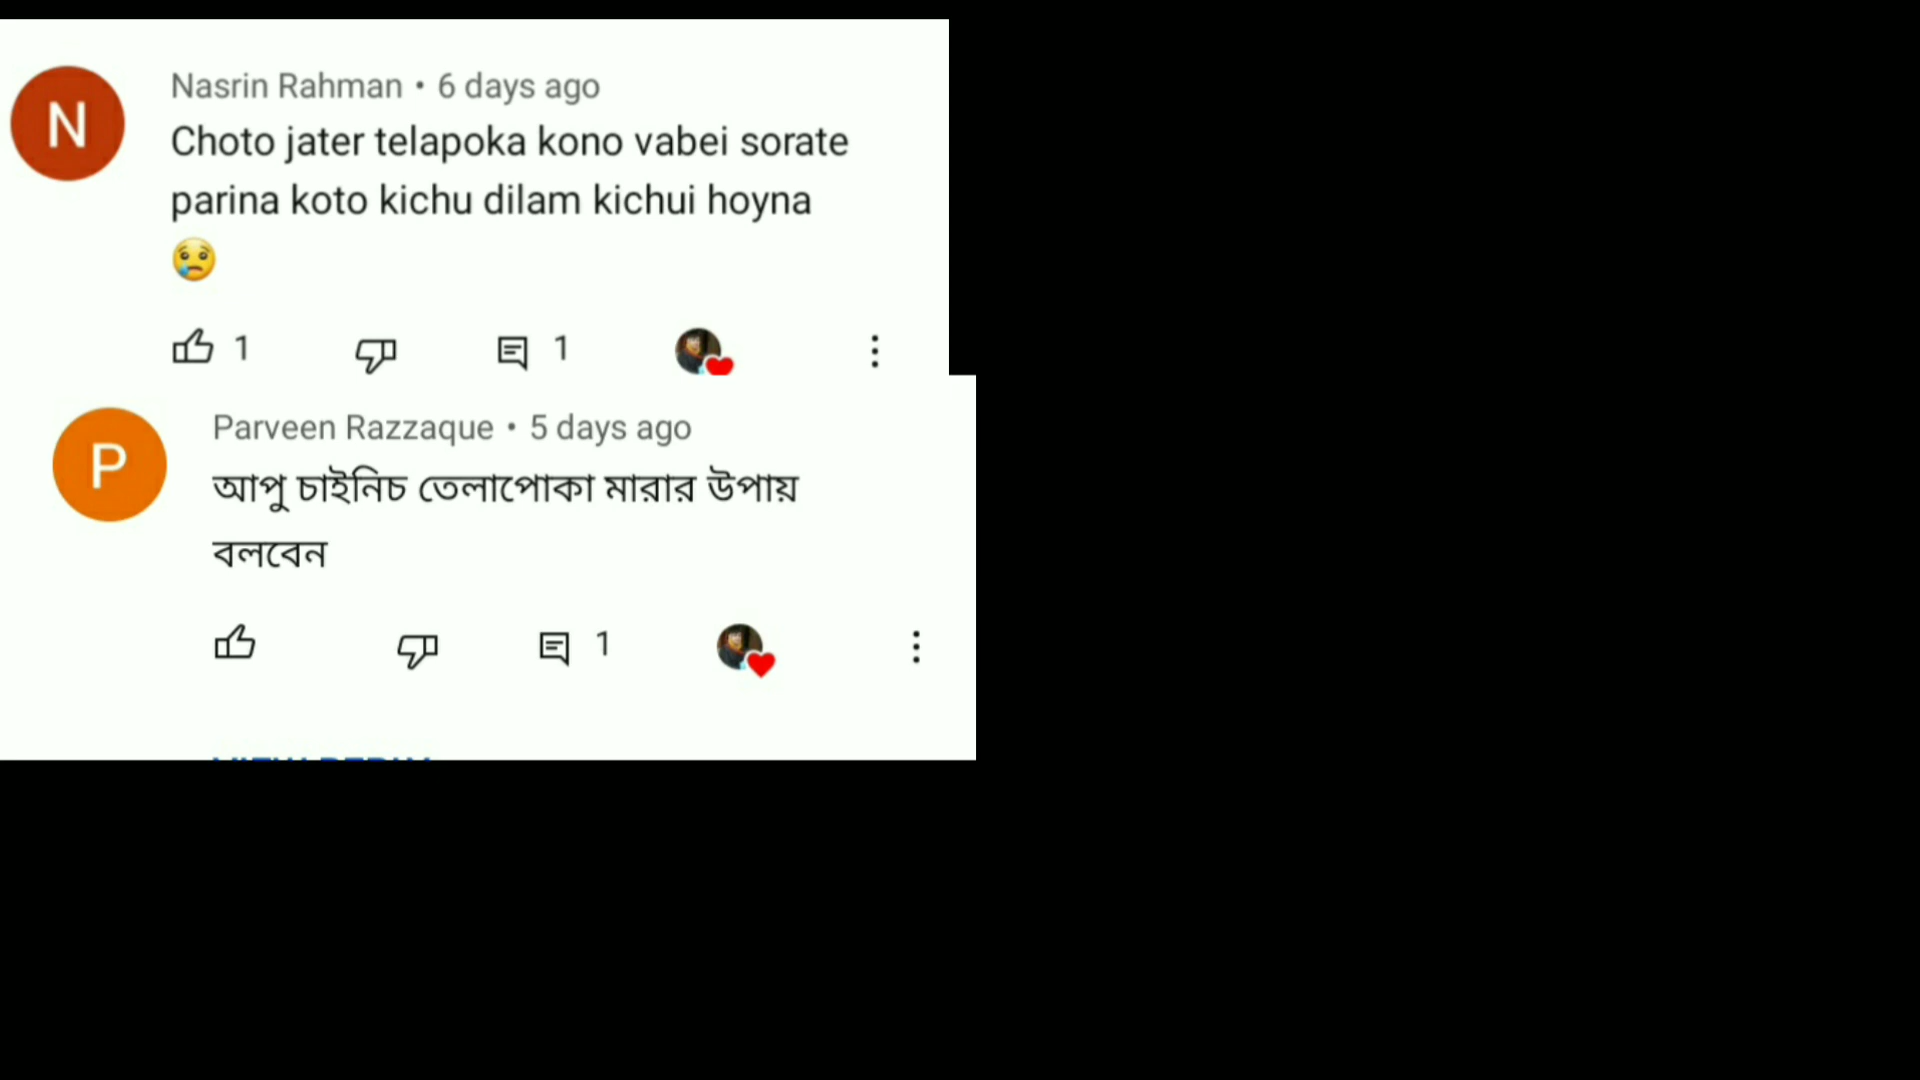 N
Nasrin Rahman • 6 days ago
Choto jater telapoka kono vabei sorate
parina koto kichu dilam kichui hoyna
😢
1 1
P
Parveen Razzaque • 5 days ago
আপু চাইনিচ তেলাপোকা মারার উপায়
বলবেন
1